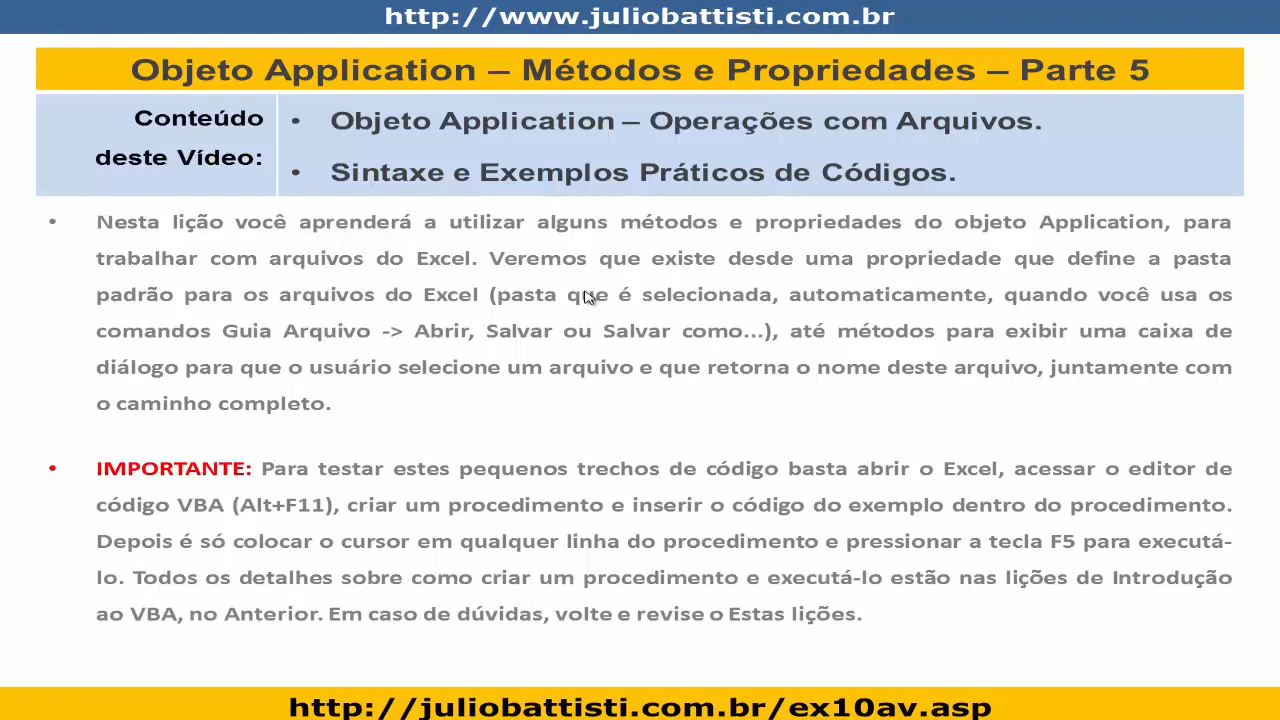 http://www.juliobattisti.com.br
Objeto Application – Métodos e Propriedades – Parte 5
Conteúdo
deste Vídeo:
• Objeto Application – Operações com Arquivos.
• Sintaxe e Exemplos Práticos de Códigos.
• Nesta lição você aprenderá a utilizar alguns métodos e propriedades do objeto Application, para
trabalhar com arquivos do Excel. Veremos que existe desde uma propriedade que define a pasta
padrão para os arquivos do Excel (pasta que é selecionada, automaticamente, quando você usa os
comandos Guia Arquivo -> Abrir, Salvar ou Salvar como...), até métodos para exibir uma caixa de
diálogo para que o usuário selecione um arquivo e que retorna o nome deste arquivo, juntamente com
o caminho completo.
• IMPORTANTE: Para testar estes pequenos trechos de código basta abrir o Excel, acessar o editor de
código VBA (Alt+F11), criar um procedimento e inserir o código do exemplo dentro do procedimento.
Depois é só colocar o cursor em qualquer linha do procedimento e pressionar a tecla F5 para executá-
lo. Todos os detalhes sobre como criar um procedimento e executá-lo estão nas lições de Introdução
ao VBA, no Anterior. Em caso de dúvidas, volte e revise o Estas lições.
http://juliobattisti.com.br/ex10av.asp